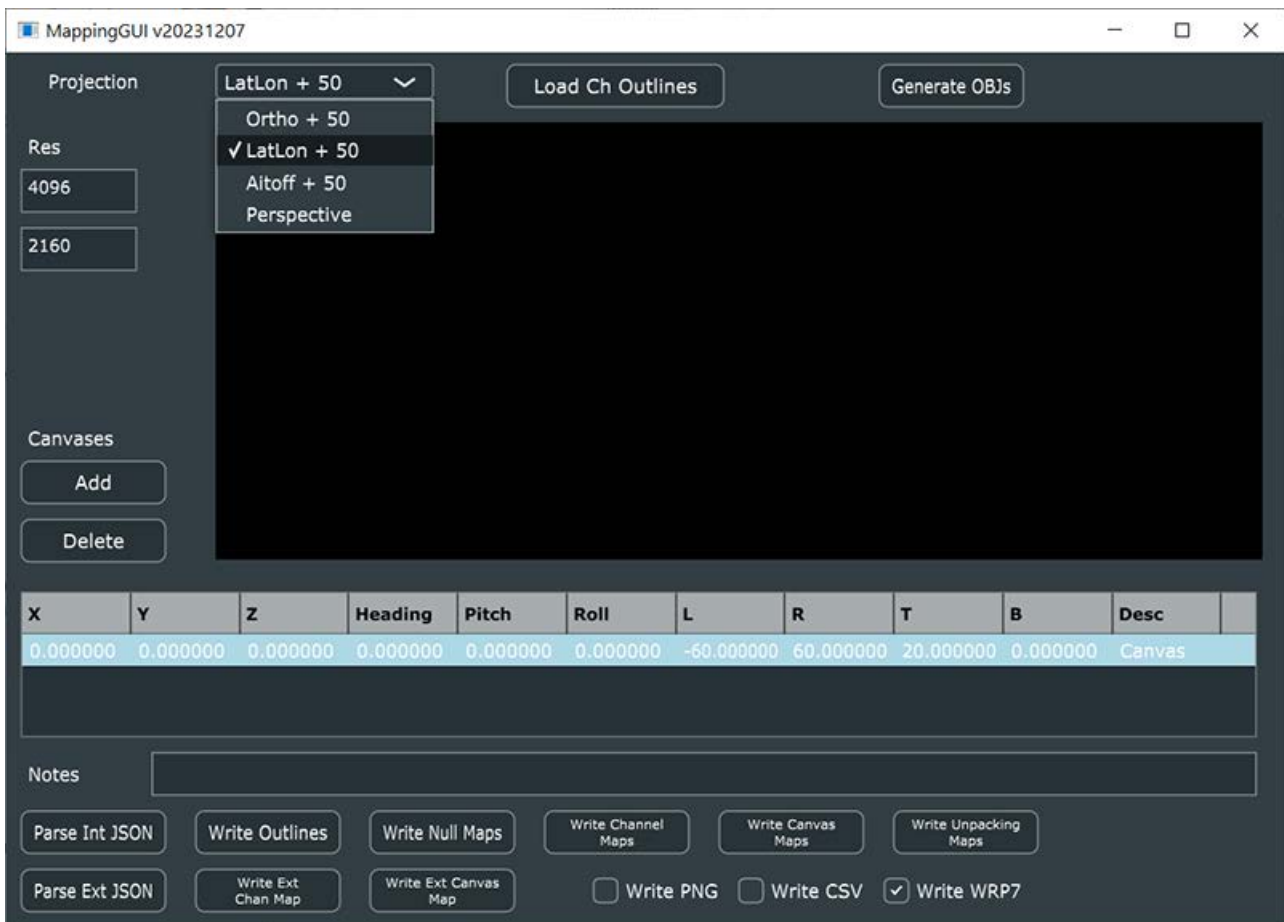 MappingGUI v20231207
Projection
LatLon + 50
Load Ch Outlines
Generate OBJs
Ortho + 50
✓ LatLon + 50
Aitoff + 50
Perspective
Res
4096
2160
Canvases
Add
Delete
X Y Z Heading Pitch Roll L R T B Desc
0.000000 0.000000 0.000000 0.000000 0.000000 0.000000 -60.000000 60.000000 20.000000 0.000000 Canvas
Notes
Parse Int JSON
Write Outlines
Write Null Maps
Write Channel
Maps
Write Canvas
Maps
Write Unpacking
Maps
Parse Ext JSON
Write Ext
Chan Map
Write Ext Canvas
Map
Write PNG
Write CSV
Write WRP7